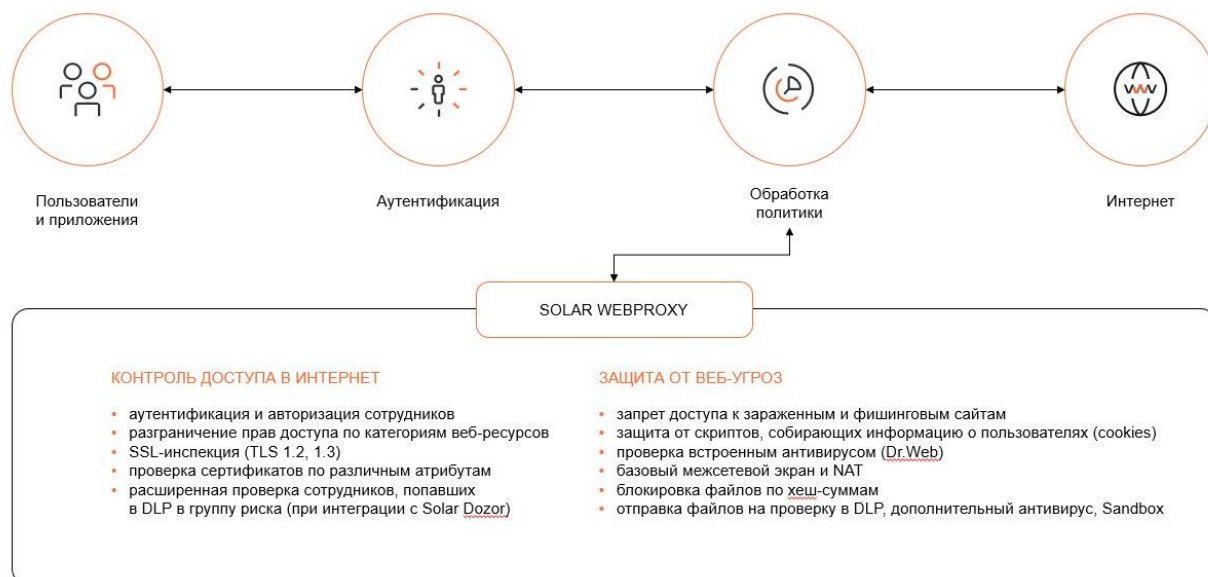 Пользователи
и приложения
Аутентификация
Обработка
политики
Интернет
SOLAR WEBPROXY
КОНТРОЛЬ ДОСТУПА В ИНТЕРНЕТ
• аутентификация и авторизация сотрудников
• разграничение прав доступа по категориям веб-ресурсов
• SSL-инспекция (TLS 1.2, 1.3)
• проверка сертификатов по различным атрибутам
• расширенная проверка сотрудников, попавших
в DLP в группу риска (при интеграции с Solar Dozor)
ЗАЩИТА ОТ ВЕБ-УГРОЗ
• запрет доступа к зараженным и фишинговым сайтам
• защита от скриптов, собирающих информацию о пользователях (cookies)
• проверка встроенным антивирусом (Dr.Web)
• базовый межсетевой экран и NAT
• блокировка файлов по хеш-суммам
• отправка файлов на проверку в DLP, дополнительный антивирус, Sandbox